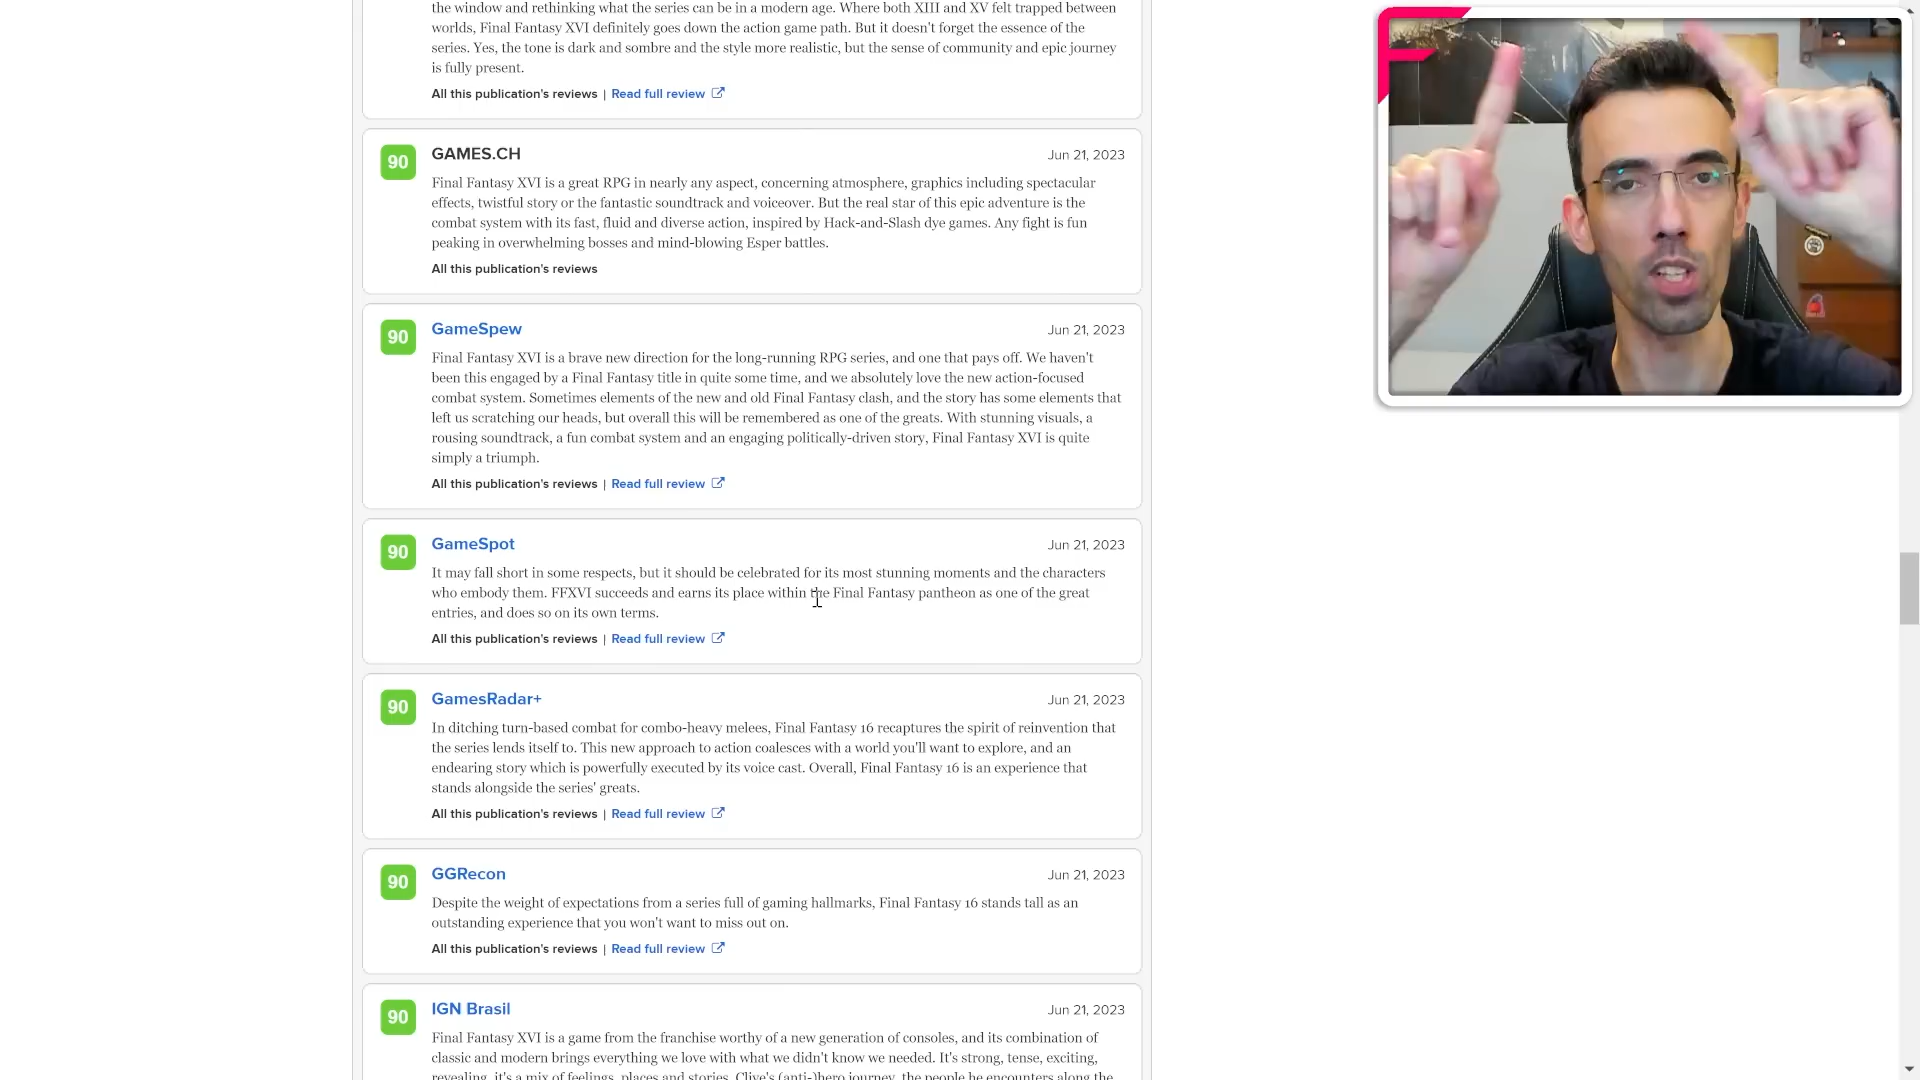 the window and rethinking what the series can be in a modern age. Where both XIII and XV felt trapped between
worlds, Final Fantasy XVI definitely goes down the action game path. But it doesn't forget the essence of the
series. Yes, the tone is dark and sombre and the style more realistic, but the sense of community and epic journey
is fully present.
All this publication's reviews | Read full review
90 GAMES.CH Jun 21, 2023
Final Fantasy XVI is a great RPG in nearly any aspect, concerning atmosphere, graphics including spectacular
effects, twistful story or the fantastic soundtrack and voiceover. But the real star of this epic adventure is the
combat system with its fast, fluid and diverse action, inspired by Hack-and-Slash dye games. Any fight is fun
peaking in overwhelming bosses and mind-blowing Esper battles.
All this publication's reviews
90 GameSpew Jun 21, 2023
Final Fantasy XVI is a brave new direction for the long-running RPG series, and one that pays off. We haven't
been this engaged by a Final Fantasy title in quite some time, and we absolutely love the new action-focused
combat system. Sometimes elements of the new and old Final Fantasy clash, and the story has some elements that
left us scratching our heads, but overall this will be remembered as one of the greats. With stunning visuals, a
rousing soundtrack, a fun combat system and an engaging politically-driven story, Final Fantasy XVI is quite
simply a triumph.
All this publication's reviews | Read full review
90 GameSpot Jun 21, 2023
It may fall short in some respects, but it should be celebrated for its most stunning moments and the characters
who embody them. FFXVI succeeds and earns its place within the Final Fantasy pantheon as one of the great
entries, and does so on its own terms.
All this publication's reviews | Read full review
90 GamesRadar+ Jun 21, 2023
In ditching turn-based combat for combo-heavy melees, Final Fantasy 16 recaptures the spirit of reinvention that
the series lends itself to. This new approach to action coalesces with a world you'll want to explore, and an
endearing story which is powerfully executed by its voice cast. Overall, Final Fantasy 16 is an experience that
stands alongside the series' greats.
All this publication's reviews | Read full review
90 GGRecon Jun 21, 2023
Despite the weight of expectations from a series full of gaming hallmarks, Final Fantasy 16 stands tall as an
outstanding experience that you won't want to miss out on.
All this publication's reviews | Read full review
90 IGN Brasil Jun 21, 2023
Final Fantasy XVI is a game from the franchise worthy of a new generation of consoles, and its combination of
classic and modern brings everything we love with what we didn't know we needed. It's strong, tense, exciting,
revealing, it's a mix of feelings, places and stories. Clive's (anti-)hero journey, the people he encounters along the